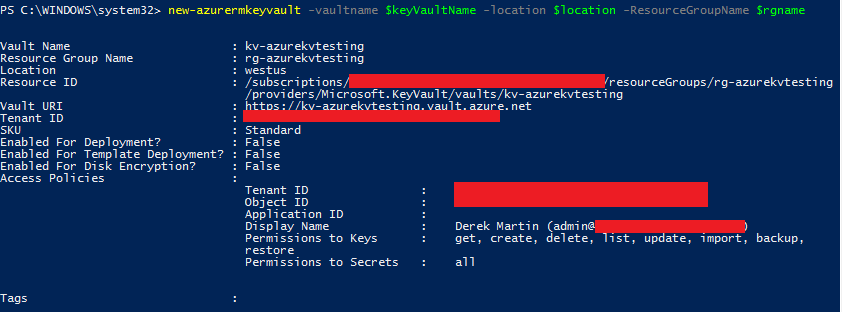 PS C:\WINDOWS\system32> new-azurermkeyvault -vaultname $keyVaultName -location $location -ResourceGroupName $rgname
Vault Name : kv-azurekvtesting
Resource Group Name : rg-azurekvtesting
Location : westus
Resource ID : /subscriptions/ /resourceGroups/rg-azurekvtesting
/providers/Microsoft.KeyVault/vaults/kv-azurekvtesting
Vault URI : https://kv-azurekvtesting.vault.azure.net
Tenant ID :
SKU : Standard
Enabled For Deployment? : False
Enabled For Template Deployment? : False
Enabled For Disk Encryption? : False
Access Policies :
Tenant ID :
Object ID :
Application ID :
Display Name : Derek Martin (admin@ )
Permissions to Keys : get, create, delete, list, update, import, backup,
restore
Permissions to Secrets : all
Tags :